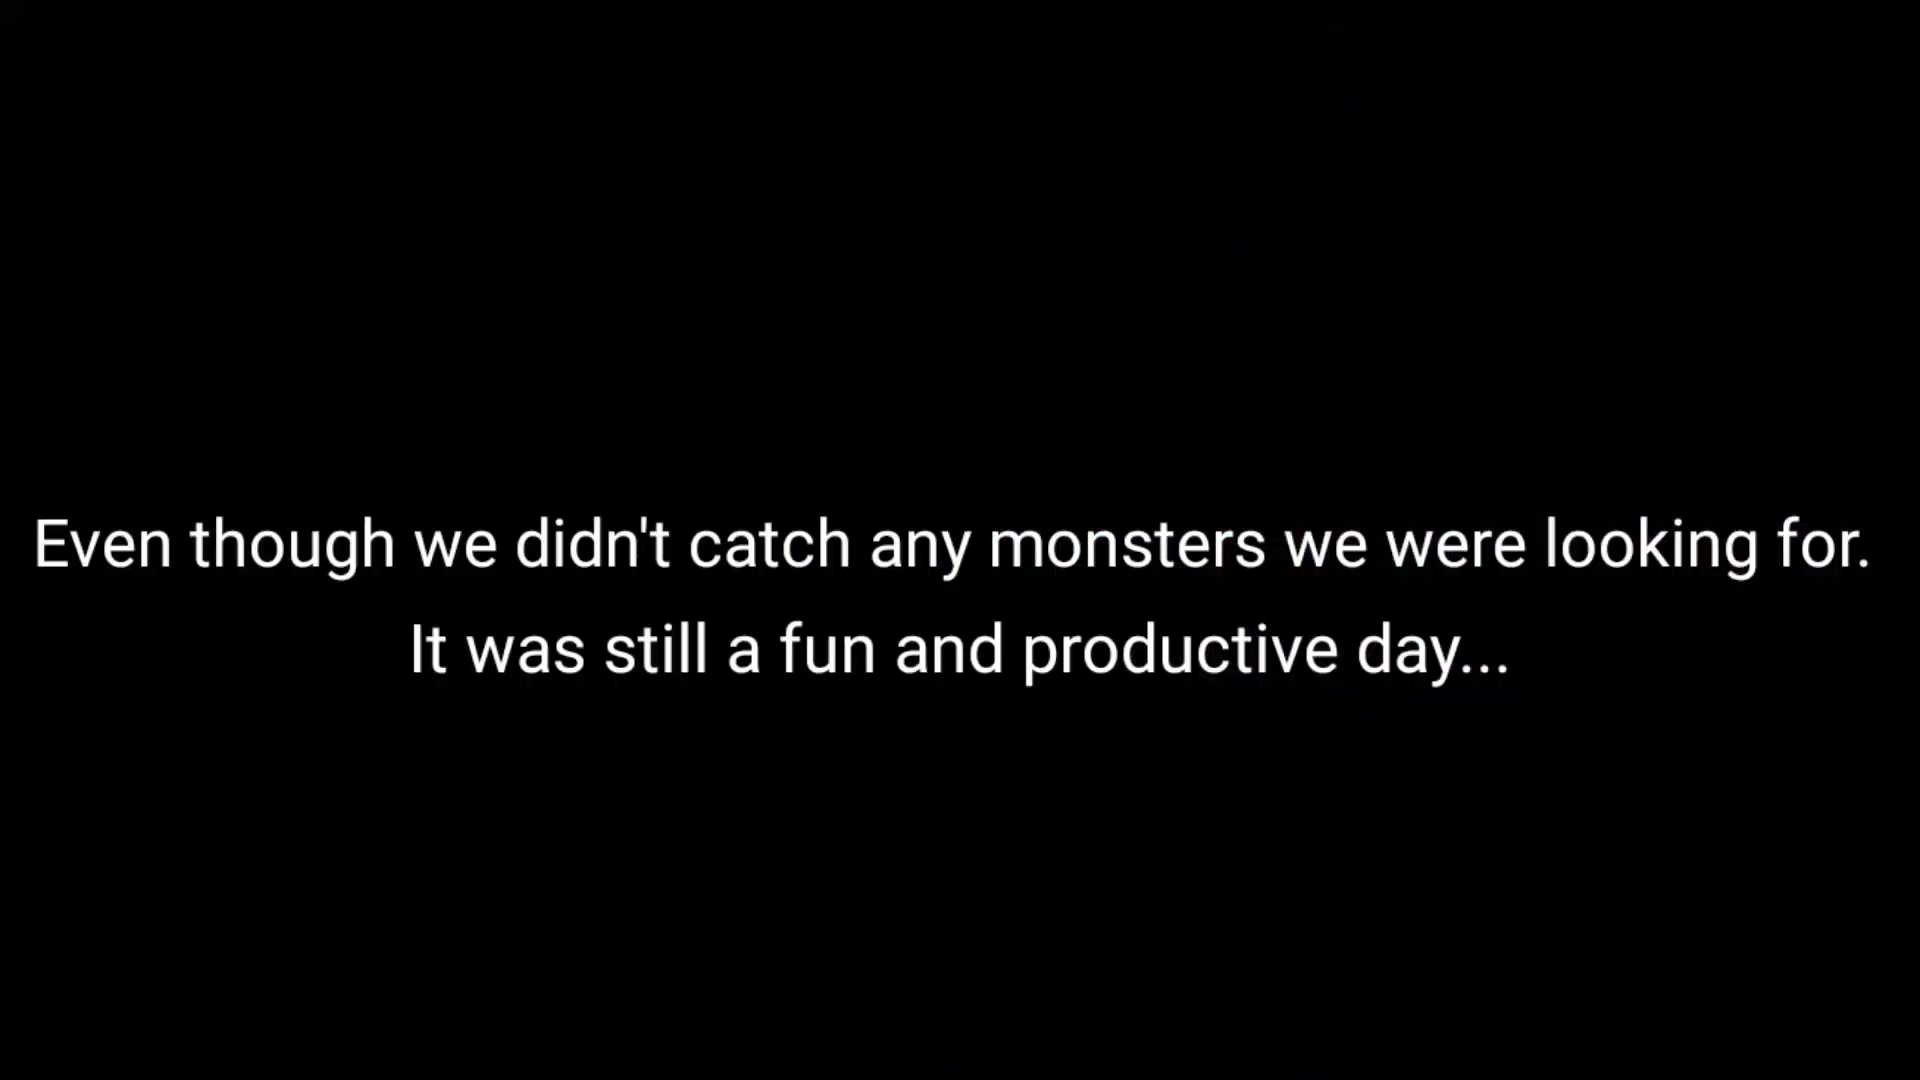 Even though we didn't catch any monsters we were looking for.
It was still a fun and productive day...